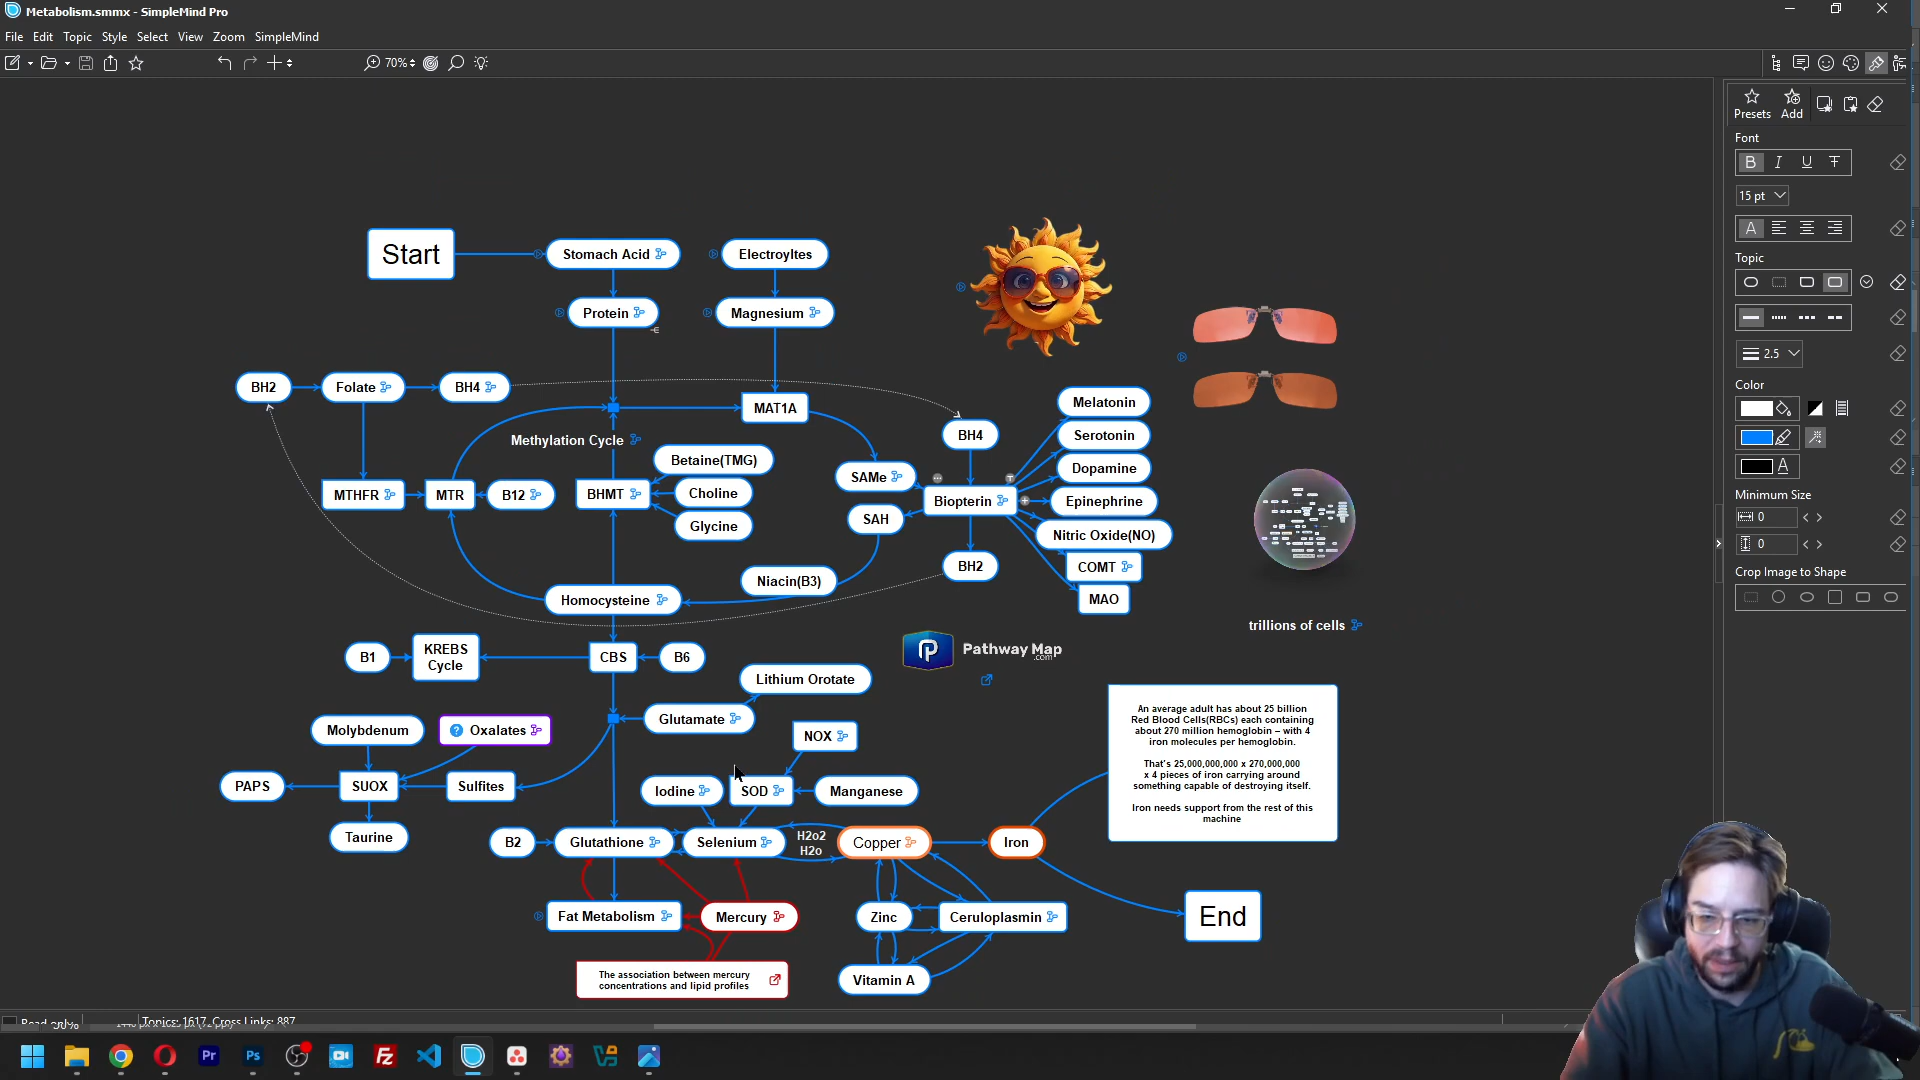 Metabolism.smmx - SimpleMind Pro
File Edit Topic Style Select View Zoom SimpleMind
70%
Presets Add
Font
B I U T
15 pt
A
Topic
2.5
Color
A
Minimum Size
0
0
Crop Image to Shape
Start
Stomach Acid
Electroyltes
Protein
Magnesium
BH2
Folate
BH4
MAT1A
Melatonin
BH4
Serotonin
Methylation Cycle
Betaine(TMG)
Dopamine
SAMe
MTHFR
MTR
B12
BHMT
Choline
Biopterin
Epinephrine
Glycine
SAH
Nitric Oxide(NO)
BH2
COMT
Niacin(B3)
Homocysteine
MAO
trillions of cells
B1
KREBS
Cycle
CBS
B6
Pathway Map
.com
Lithium Orotate
Glutamate
Molybdenum
Oxalates
NOX
An average adult has about 25 billion
Red Blood Cells(RBCs) each containing
about 270 million hemoglobin – with 4
iron molecules per hemoglobin.
That's 25,000,000,000 x 270,000,000
x 4 pieces of iron carrying around
something capable of destroying itself.
Iron needs support from the rest of this
machine
PAPS
SUOX
Sulfites
Iodine
SOD
Manganese
Taurine
B2
Glutathione
Selenium
H2o2
H2o
Copper
Iron
Fat Metabolism
Mercury
Zinc
Ceruloplasmin
End
The association between mercury
concentrations and lipid profiles
Vitamin A
Topics: 1617, Cross Links: 887
Pr
Ps
Fz